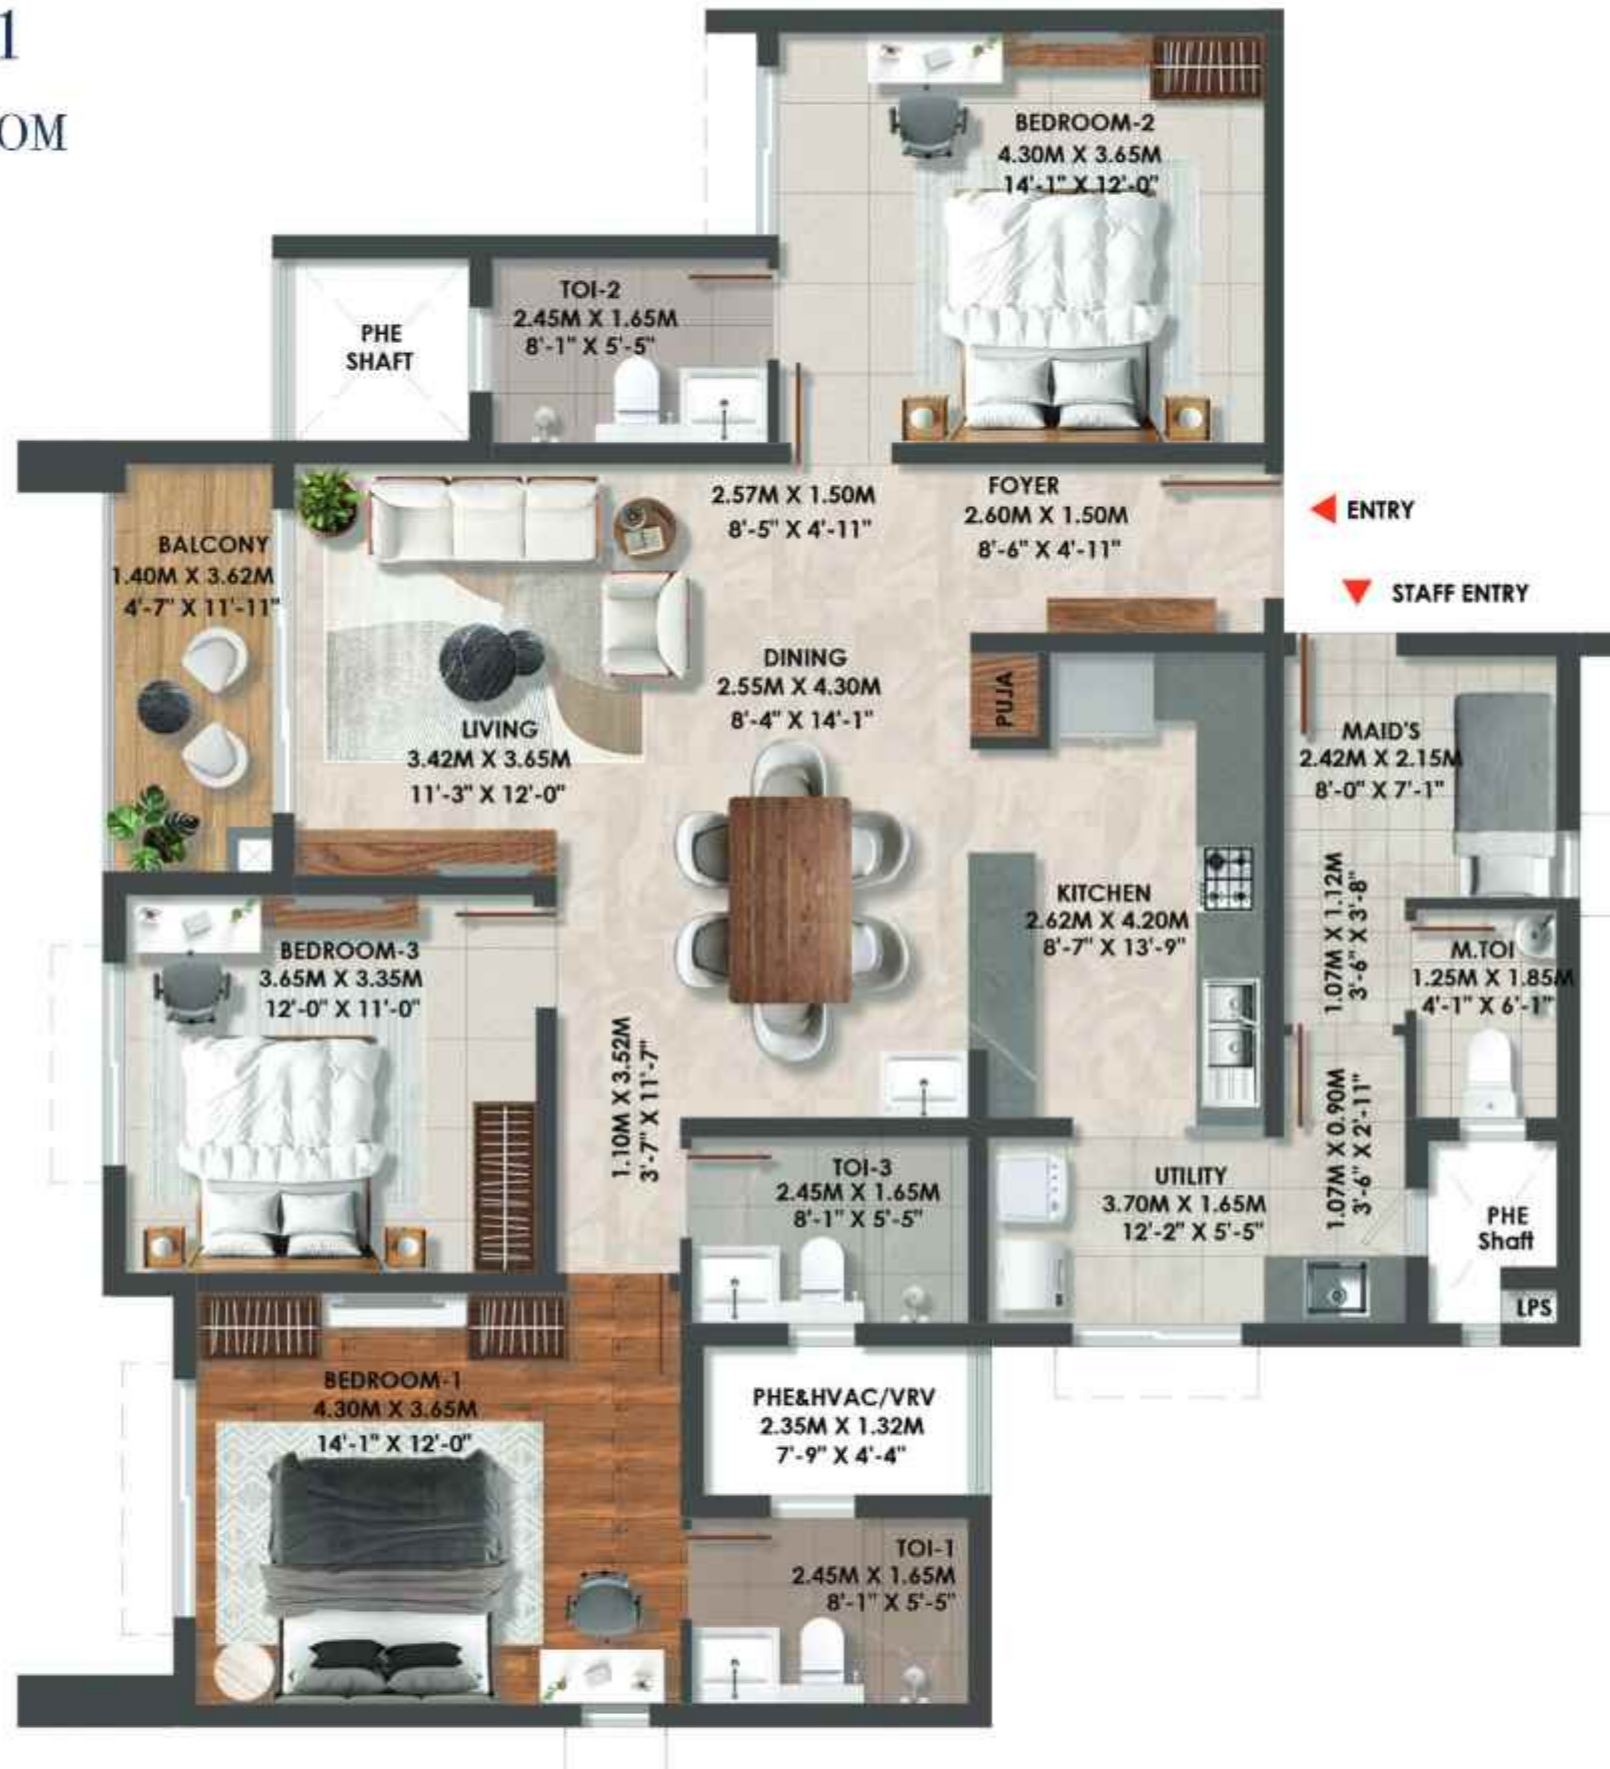 1
OM
BEDROOM-2
4.30M X 3.65M
14'-1" X 12'-0"
TOI-2
2.45M X 1.65M
8'-1" X 5'-5"
PHE
SHAFT
2.57M X 1.50M
8'-5" X 4'-11"
FOYER
2.60M X 1.50M
8'-6" X 4'-11"
ENTRY
STAFF ENTRY
BALCONY
1.40M X 3.62M
4'-7" X 11'-11"
LIVING
3.42M X 3.65M
11'-3" X 12'-0"
DINING
2.55M X 4.30M
8'-4" X 14'-1"
PUJA
MAID'S
2.42M X 2.15M
8'-0" X 7'-1"
KITCHEN
2.62M X 4.20M
8'-7" X 13'-9"
1.07M X 1.12M
3'-6" X 3'-8"
M.TOI
1.25M X 1.85M
4'-1" X 6'-1"
BEDROOM-3
3.65M X 3.35M
12'-0" X 11'-0"
1.10M X 3.52M
3'-7" X 11'-7"
1.07M X 0.90M
3'-6" X 2'-11"
TOI-3
2.45M X 1.65M
8'-1" X 5'-5"
UTILITY
3.70M X 1.65M
12'-2" X 5'-5"
PHE
Shaft
LPS
BEDROOM-1
4.30M X 3.65M
14'-1" X 12'-0"
PHE&HVAC/VRV
2.35M X 1.32M
7'-9" X 4'-4"
TOI-1
2.45M X 1.65M
8'-1" X 5'-5"